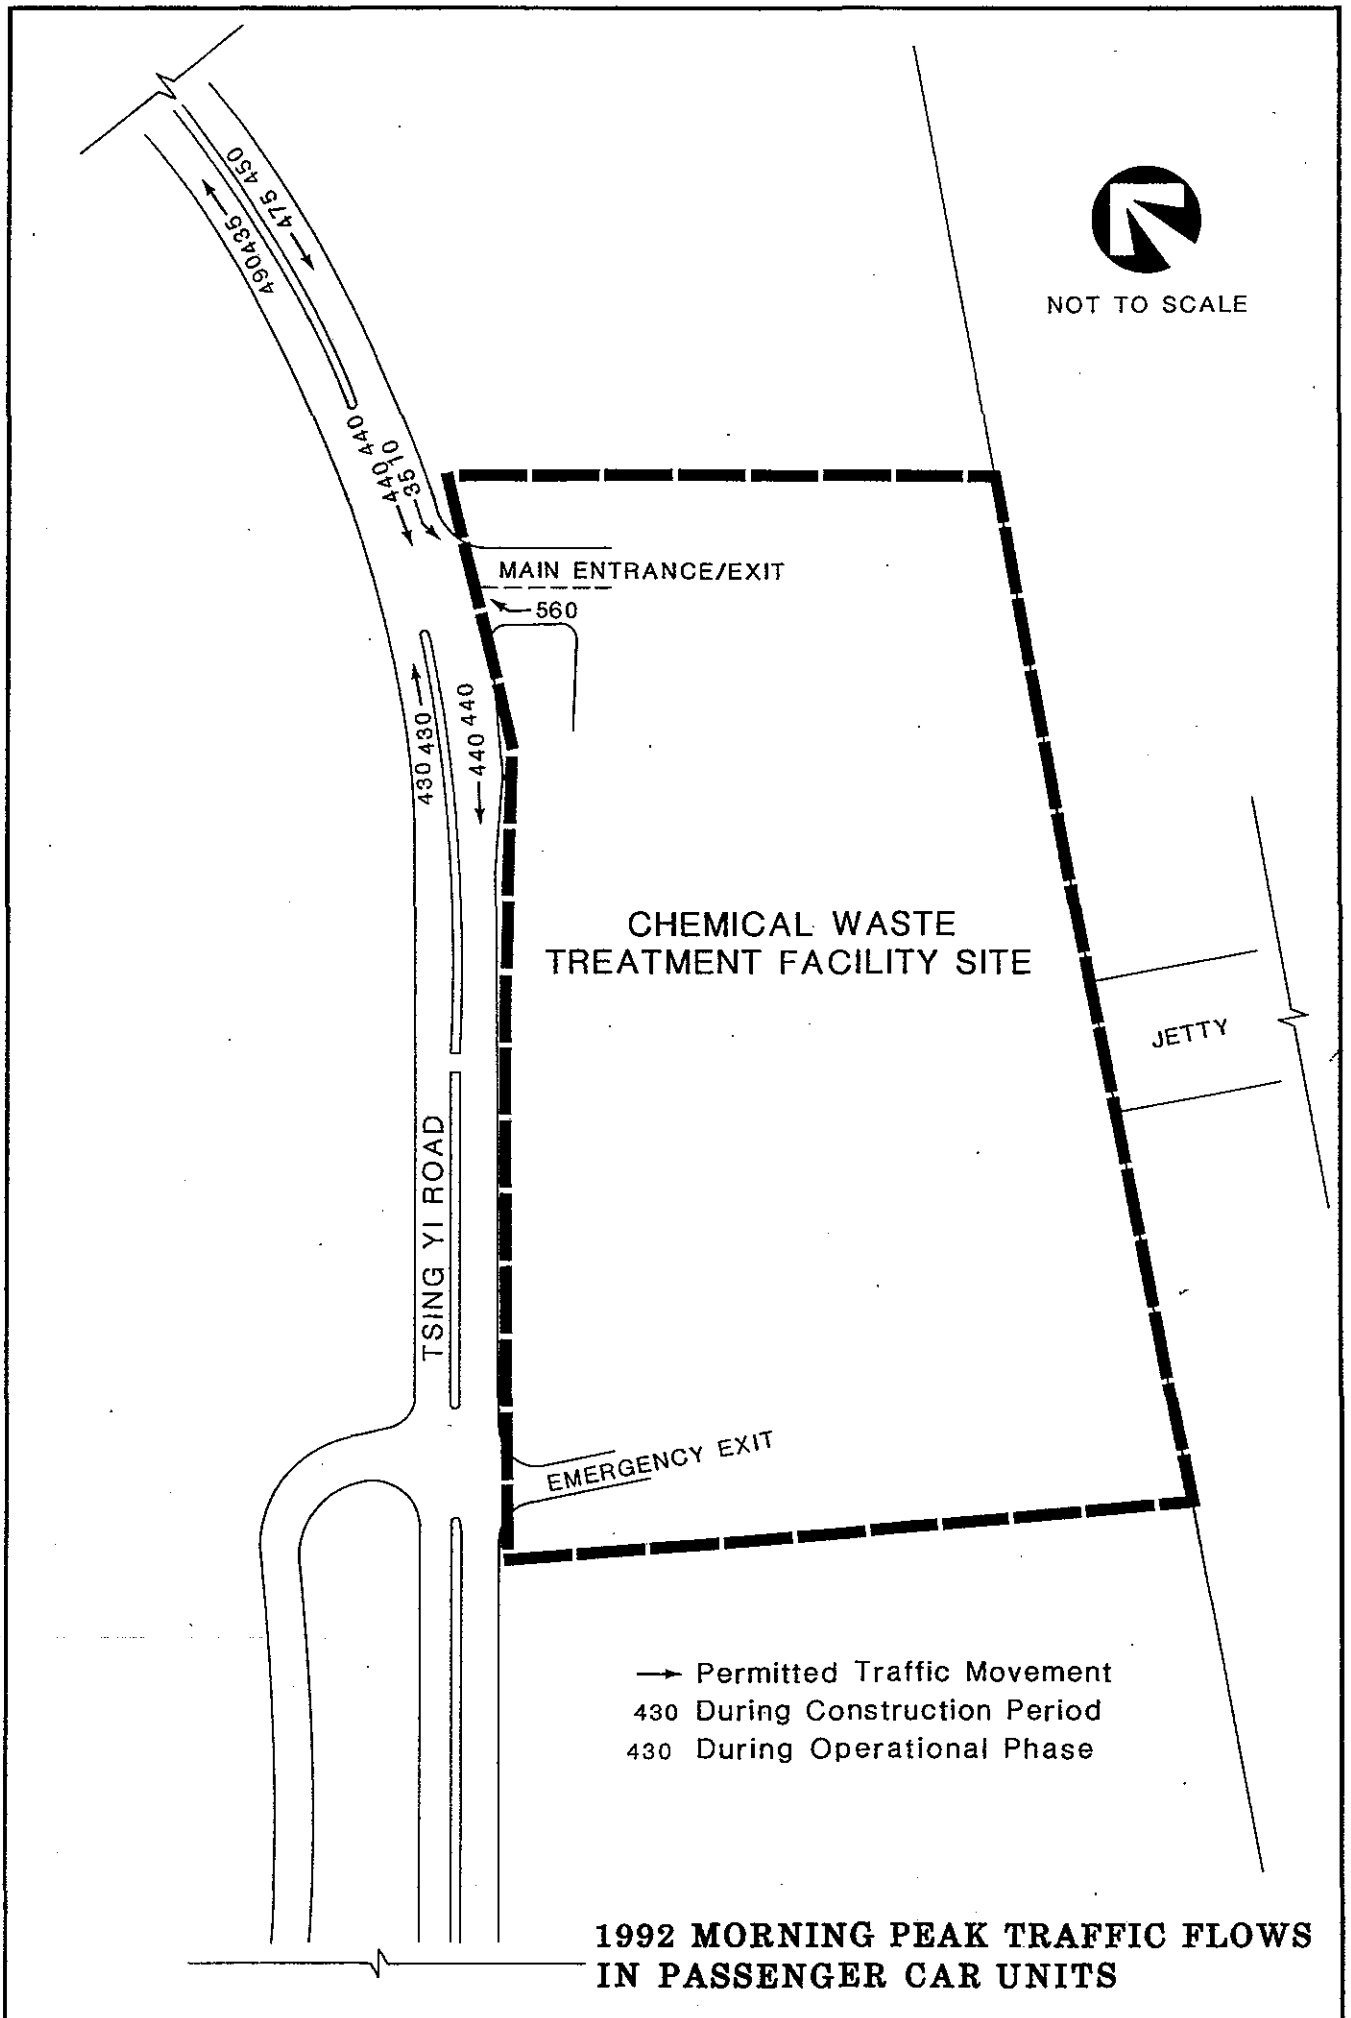 475 450
490435
NOT TO SCALE
440 440
35 10
MAIN ENTRANCE/EXIT
560
430 430
440 440
CHEMICAL WASTE
TREATMENT FACILITY SITE
JETTY
TSING YI ROAD
EMERGENCY EXIT
Permitted Traffic Movement
430 During Construction Period
430 During Operational Phase
1992 MORNING PEAK TRAFFIC FLOWS
IN PASSENGER CAR UNITS